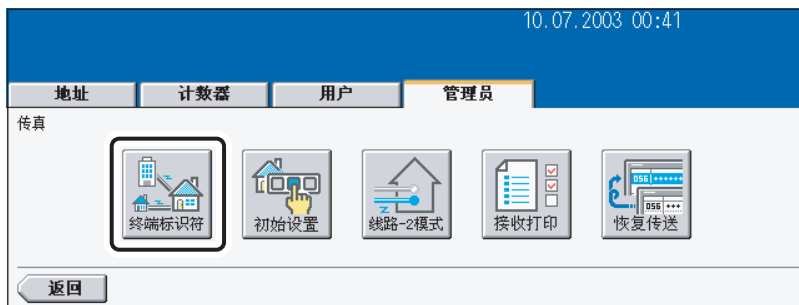 10.07.2003 00:41
地址 计数器 用户 管理员
传真
056
056
终端标识符 初始设置 线路-2模式 接收打印 恢复传送
返回